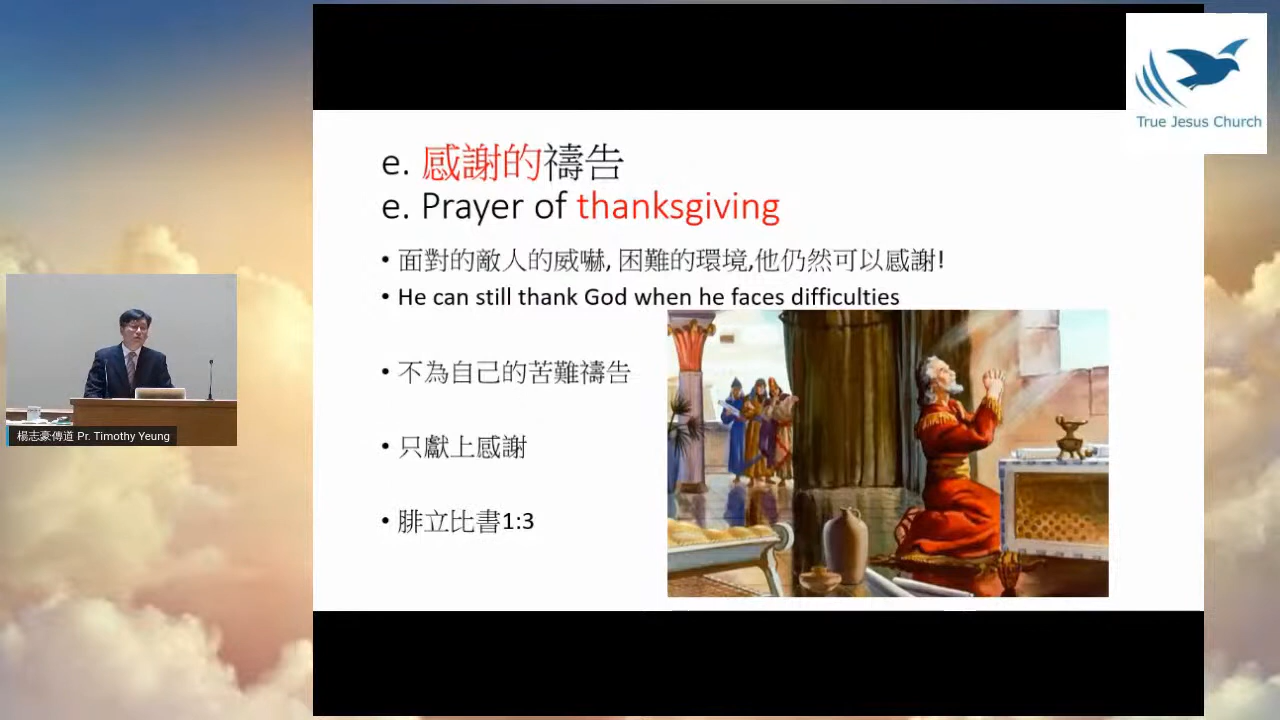 True Jesus Church
e. 感謝的禱告
e. Prayer of thanksgiving
• 面對的敵人的威嚇, 困難的環境,他仍然可以感謝!
• He can still thank God when he faces difficulties
• 不為自己的苦難禱告
• 只獻上感謝
• 腓立比書1:3
楊志豪傳道 Pr. Timothy Yeung